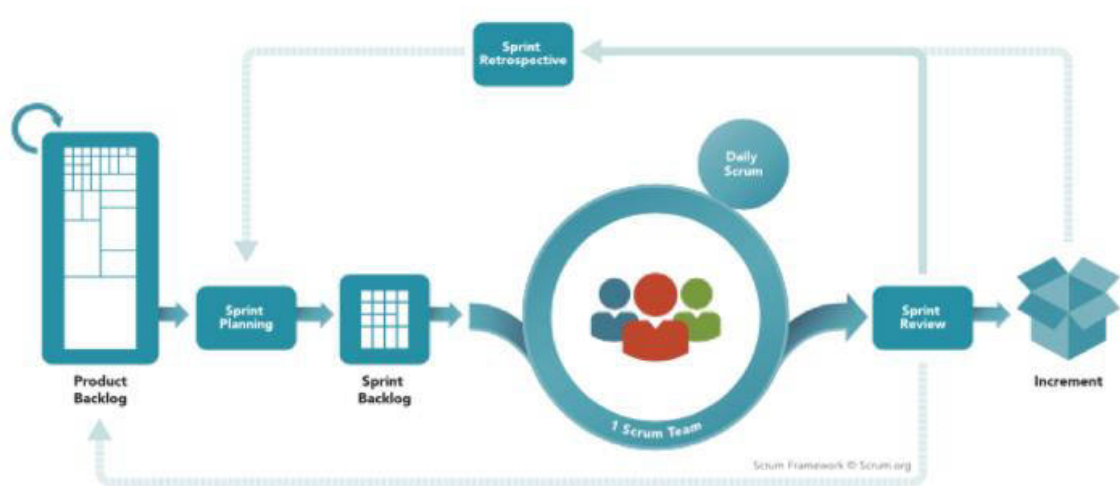 Sprint
Retrospective
Daily
Scrum
Sprint
Planning
Sprint
Review
Product
Backlog
Sprint
Backlog
1 Scrum Team
Increment
Scrum Framework © Scrum.org